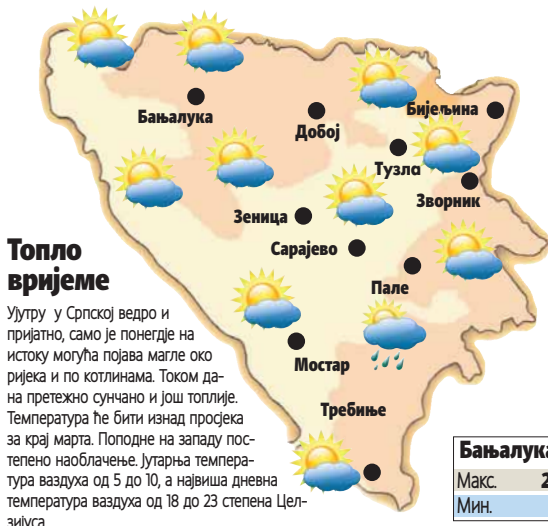 Бањалука
Добој
Бијељина
Тузла
Зворник
Зеница
Сарајево
Пале
Мостар
Требиње
Топло
вријеме
Ујутру у Српској ведро и
пријатно, само је понегдје на
истоку могућа појава магле око
ријека и по котлинама. Током да-
на претежно сунчано и још топлије.
Температура ће бити изнад просјека
за крај марта. Поподне на западу пос-
тепено наоблачење. Јутарња темпера-
тура ваздуха од 5 до 10, а највиша дневна
температура ваздуха од 18 до 23 степена Цел-
зијуса
Бањалука
Макс. 2
Мин.